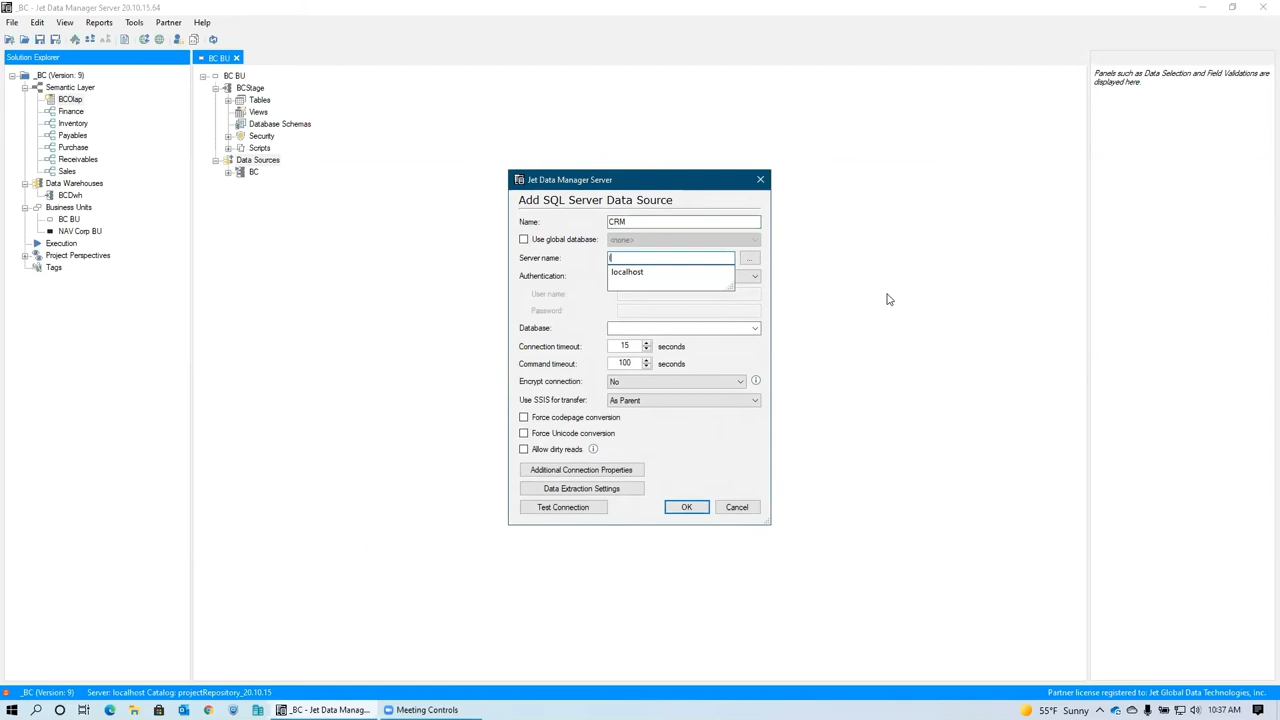 _BC - Jet Data Manager Server 20.10.15.64
File Edit View Reports Tools Partner Help
Solution Explorer
_BC (Version: 9)
Semantic Layer
BCOlap
Finance
Inventory
Payables
Purchase
Receivables
Sales
Data Warehouses
BCDwh
Business Units
BC BU
NAV Corp BU
Execution
Project Perspectives
Tags
BC BU
BC BU
BCStage
Tables
Views
Database Schemas
Security
Scripts
Data Sources
BC
Panels such as Data Selection and Field Validations are
displayed here.
Jet Data Manager Server
Add SQL Server Data Source
Name: CRM
Use global database: <none>
Server name: l
...
localhost
Authentication:
User name:
Password:
Database:
Connection timeout: 15 seconds
Command timeout: 100 seconds
Encrypt connection: No
Use SSIS for transfer: As Parent
Force codepage conversion
Force Unicode conversion
Allow dirty reads
Additional Connection Properties
Data Extraction Settings
Test Connection OK Cancel
_BC (Version: 9) Server: localhost Catalog: projectRepository_20.10.15 Partner license registered to: Jet Global Data Technologies, Inc.
_BC - Jet Data Manag... Meeting Controls 55°F Sunny 10:37 AM